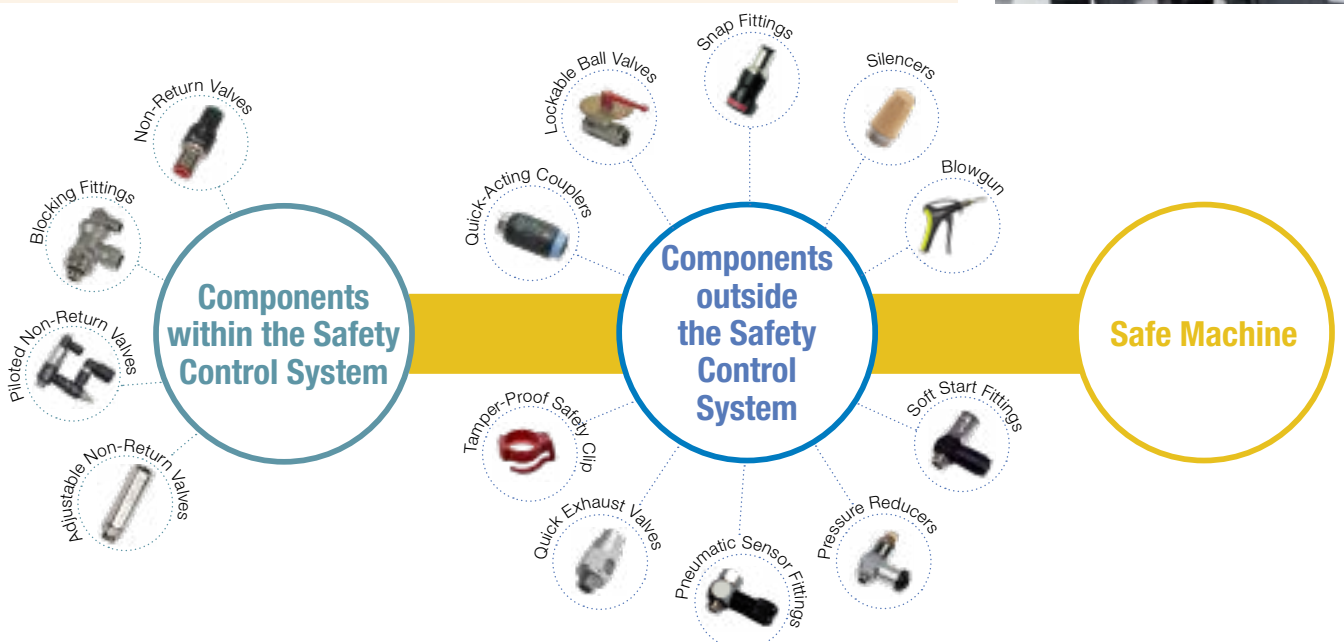 Non-Return Valves
Blocking Fittings
Piloted Non-Return Valves
Adjustable Non-Return Valves
Components
within the Safety
Control System
Snap Fittings
Lockable Ball Valves
Silencers
Quick-Acting Couplers
Blowgun
Components
outside
the Safety
Control
System
Tamper-Proof Safety Clip
Quick Exhaust Valves
Pneumatic Sensor Fittings
Pressure Reducers
Soft Start Fittings
Safe Machine